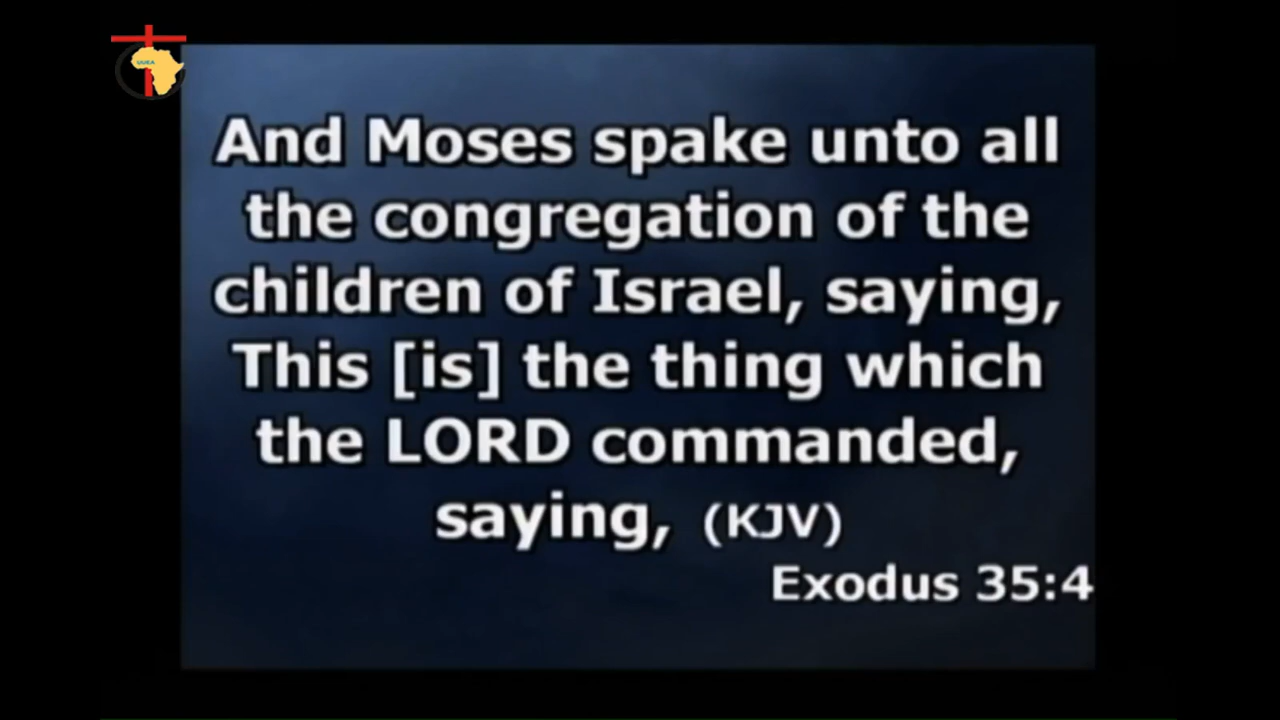 And Moses spake unto all
the congregation of the
children of Israel, saying,
This [is] the thing which
the LORD commanded,
saying, (KJV)
Exodus 35:4